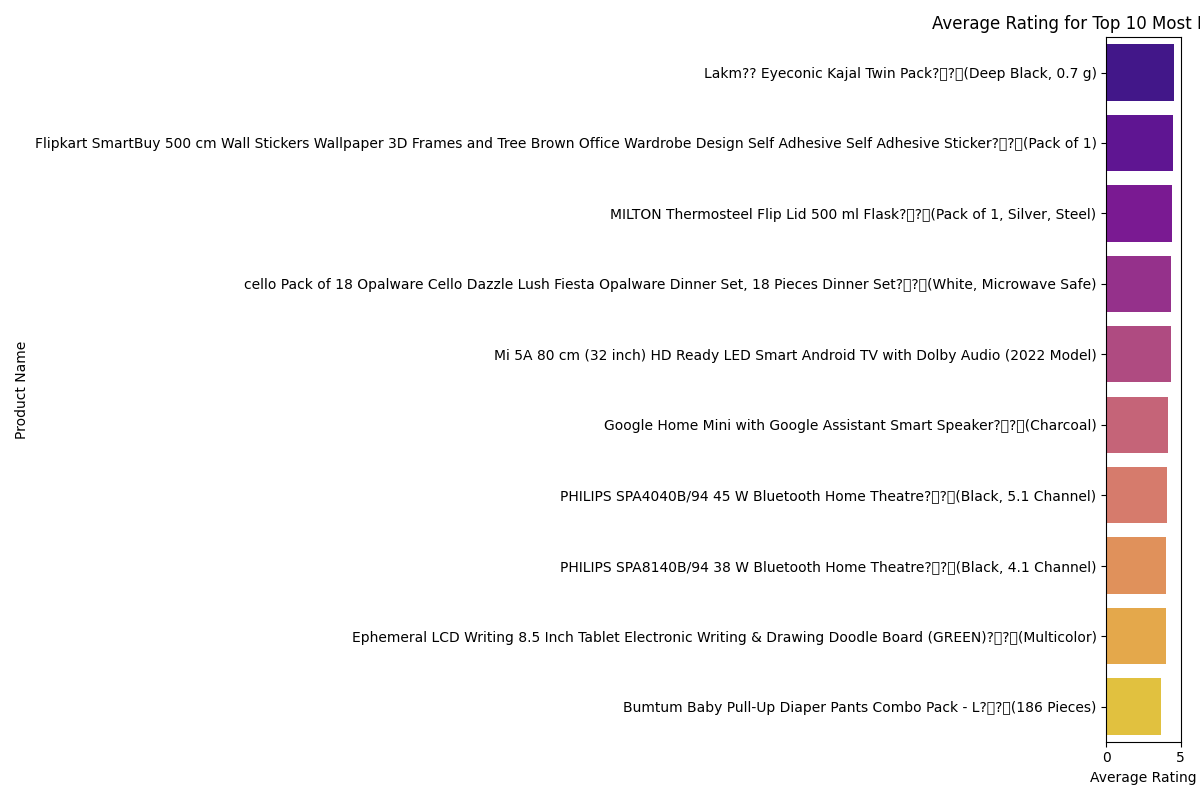 Average Rating for Top 10 Most
Lakm?? Eyeconic Kajal Twin Pack?▯?▯(Deep Black, 0.7 g)
Flipkart SmartBuy 500 cm Wall Stickers Wallpaper 3D Frames and Tree Brown Office Wardrobe Design Self Adhesive Self Adhesive Sticker?▯?▯(Pack of 1)
MILTON Thermosteel Flip Lid 500 ml Flask?▯?▯(Pack of 1, Silver, Steel)
cello Pack of 18 Opalware Cello Dazzle Lush Fiesta Opalware Dinner Set, 18 Pieces Dinner Set?▯?▯(White, Microwave Safe)
Mi 5A 80 cm (32 inch) HD Ready LED Smart Android TV with Dolby Audio (2022 Model)
Google Home Mini with Google Assistant Smart Speaker?▯?▯(Charcoal)
PHILIPS SPA4040B/94 45 W Bluetooth Home Theatre?▯?▯(Black, 5.1 Channel)
PHILIPS SPA8140B/94 38 W Bluetooth Home Theatre?▯?▯(Black, 4.1 Channel)
Ephemeral LCD Writing 8.5 Inch Tablet Electronic Writing & Drawing Doodle Board (GREEN)?▯?▯(Multicolor)
Bumtum Baby Pull-Up Diaper Pants Combo Pack - L?▯?▯(186 Pieces)
Product Name
0 5
Average Rating